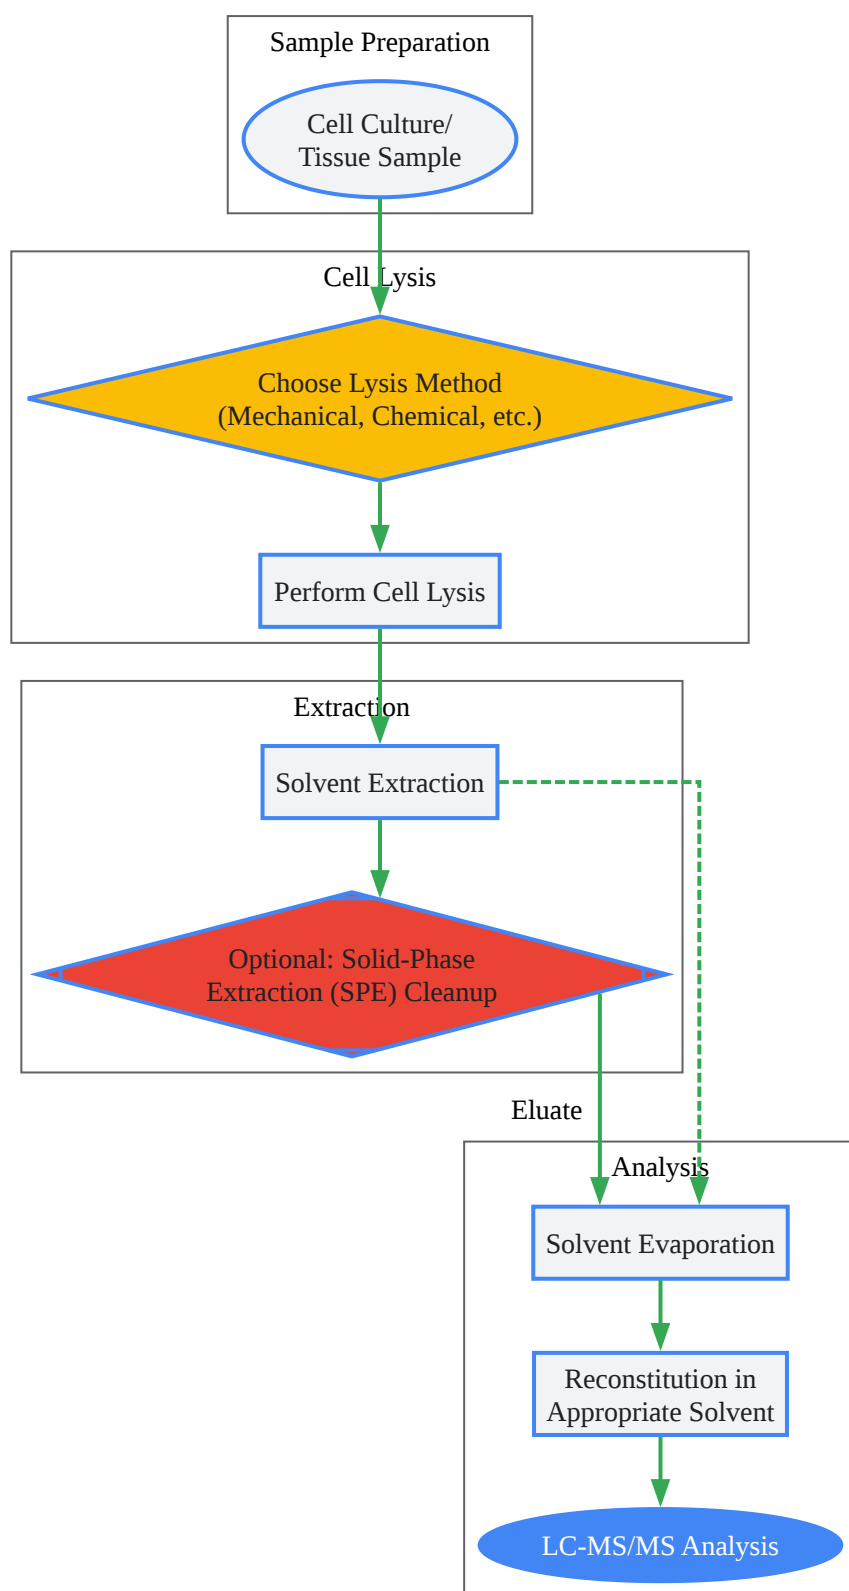 Sample Preparation
Cell Culture/
Tissue Sample
Cell Lysis
Choose Lysis Method
(Mechanical, Chemical, etc.)
Perform Cell Lysis
Extraction
Solvent Extraction
Optional: Solid-Phase
Extraction (SPE) Cleanup
Eluate
Analysis
Solvent Evaporation
Reconstitution in
Appropriate Solvent
LC-MS/MS Analysis